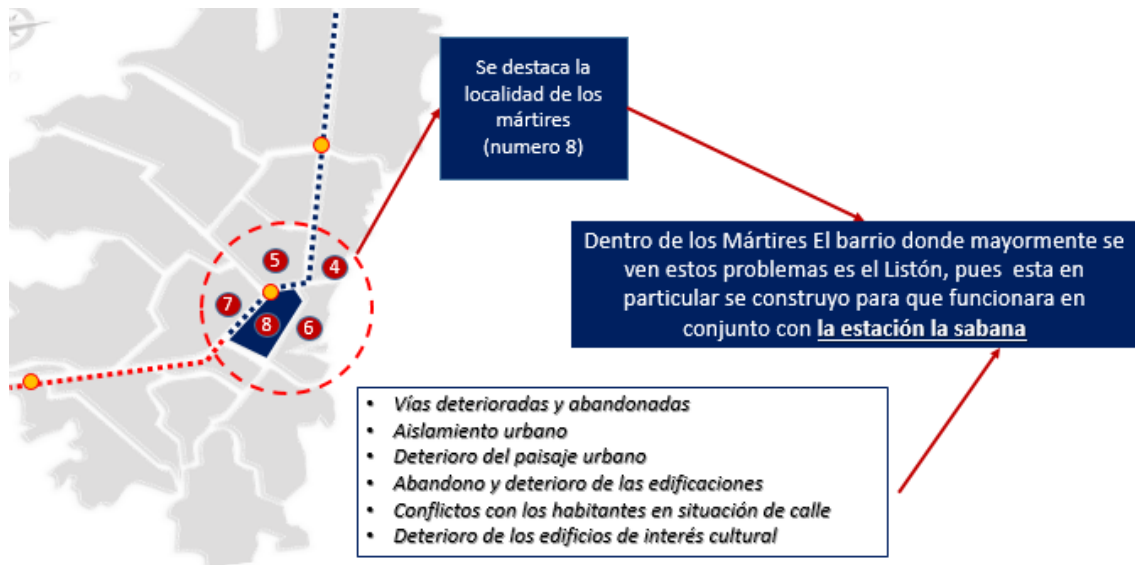 Se destaca la
localidad de los
mártires
(numero 8)
5
4
7
8
6
Dentro de los Mártires El barrio donde mayormente se
ven estos problemas es el Listón, pues esta en
particular se construyo para que funcionara en
conjunto con la estación la sabana
• Vías deterioradas y abandonadas
• Aislamiento urbano
• Deterioro del paisaje urbano
• Abandono y deterioro de las edificaciones
• Conflictos con los habitantes en situación de calle
• Deterioro de los edificios de interés cultural